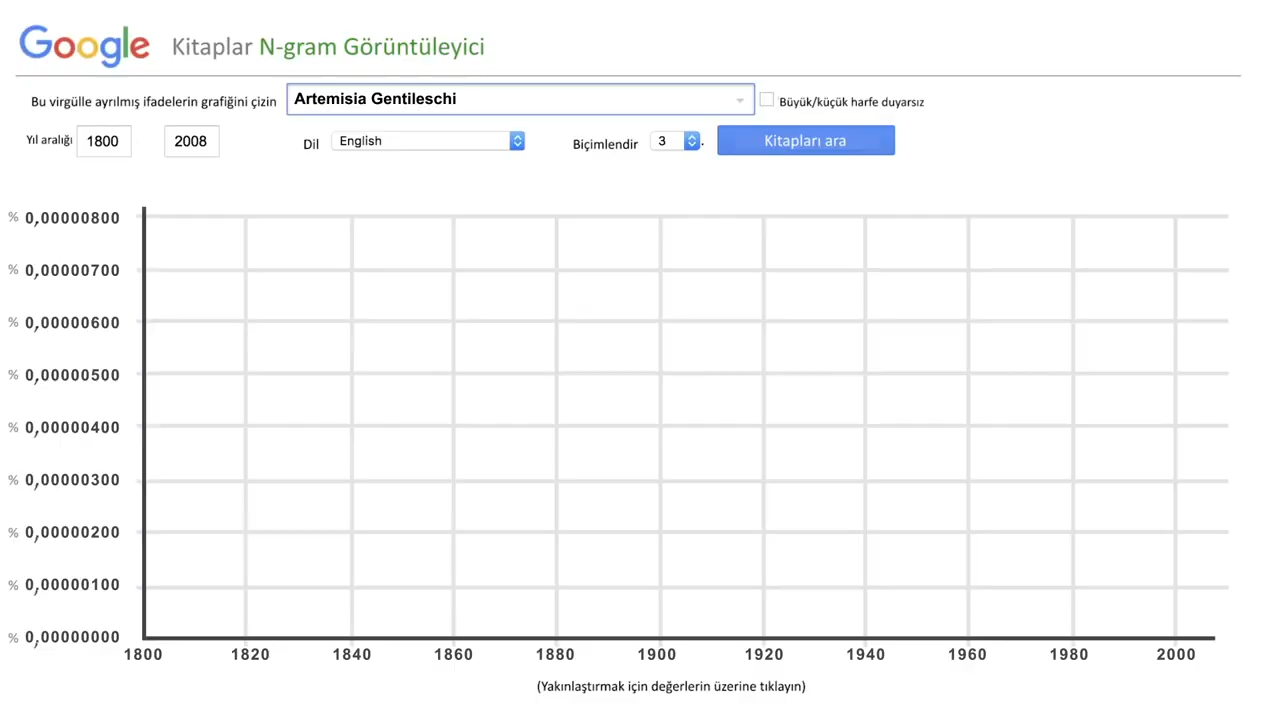 Google Kitaplar N-gram Görüntüleyici
Bu virgülle ayrılmış ifadelerin grafiğini çizin Artemisia Gentileschi Büyük/küçük harfe duyarsız
Yıl aralığı 1800 2008 Dil English Biçimlendir 3 . Kitapları ara
% 0,00000800
% 0,00000700
% 0,00000600
% 0,00000500
% 0,00000400
% 0,00000300
% 0,00000200
% 0,00000100
% 0,00000000
1800 1820 1840 1860 1880 1900 1920 1940 1960 1980 2000
(Yakınlaştırmak için değerlerin üzerine tıklayın)